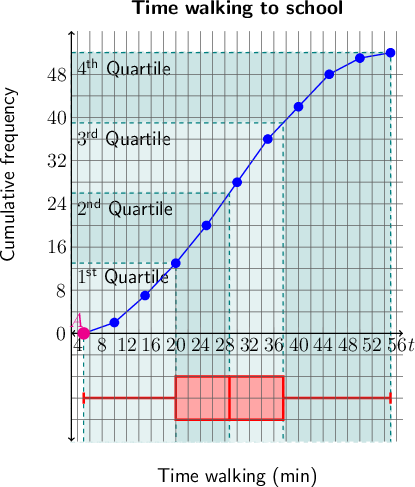 Time walking to school
Cumulative frequency
48
40
32
24
16
8
0
4th Quartile
3rd Quartile
2nd Quartile
1st Quartile
A
4 8 12 16 20 24 28 32 36 40 44 48 52 56 t
Time walking (min)